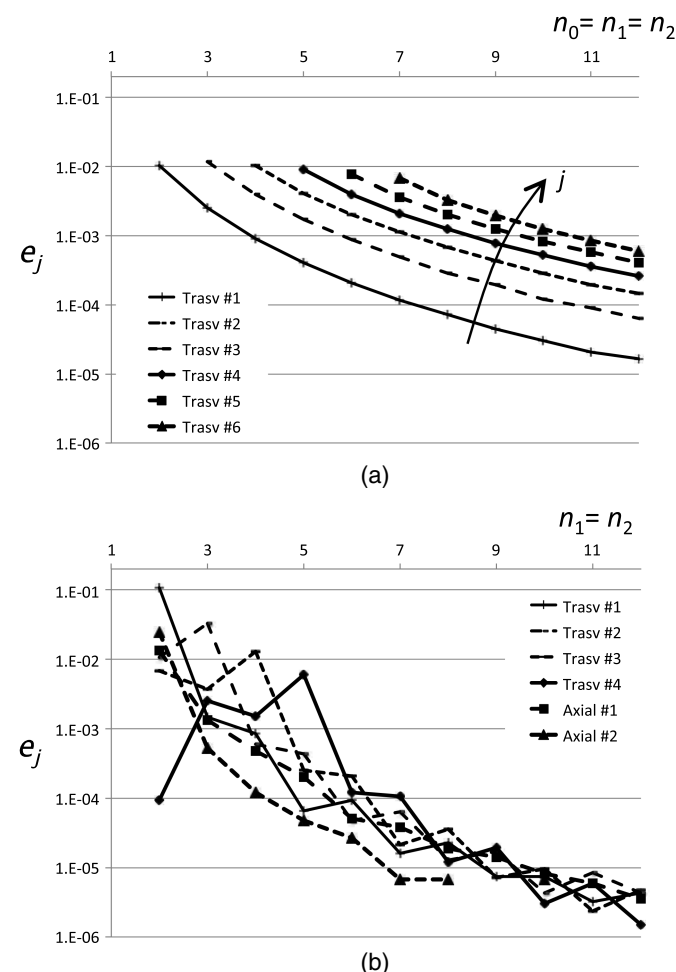 n0= n1= n2
1 3 5 7 9 11
1.E-01
1.E-02
j
1.E-03
ej
1.E-04
Trasv #1
Trasv #2
Trasv #3
1.E-05
Trasv #4
Trasv #5
Trasv #6
1.E-06
(a)
n1= n2
1 3 5 7 9 11
1.E-01
Trasv #1
Trasv #2
Trasv #3
1.E-02
Trasv #4
Axial #1
Axial #2
1.E-03
ej
1.E-04
1.E-05
1.E-06
(b)